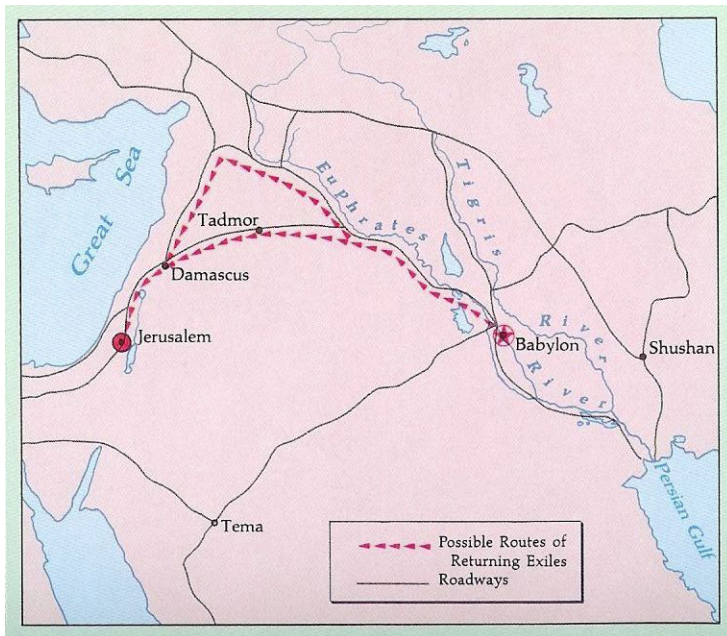 Great Sea
Euphrates
Tigris
Tadmor
Damascus
Jerusalem
River
River
Babylon
Shushan
Persian Gulf
Tema
Possible Routes of
Returning Exiles
Roadways